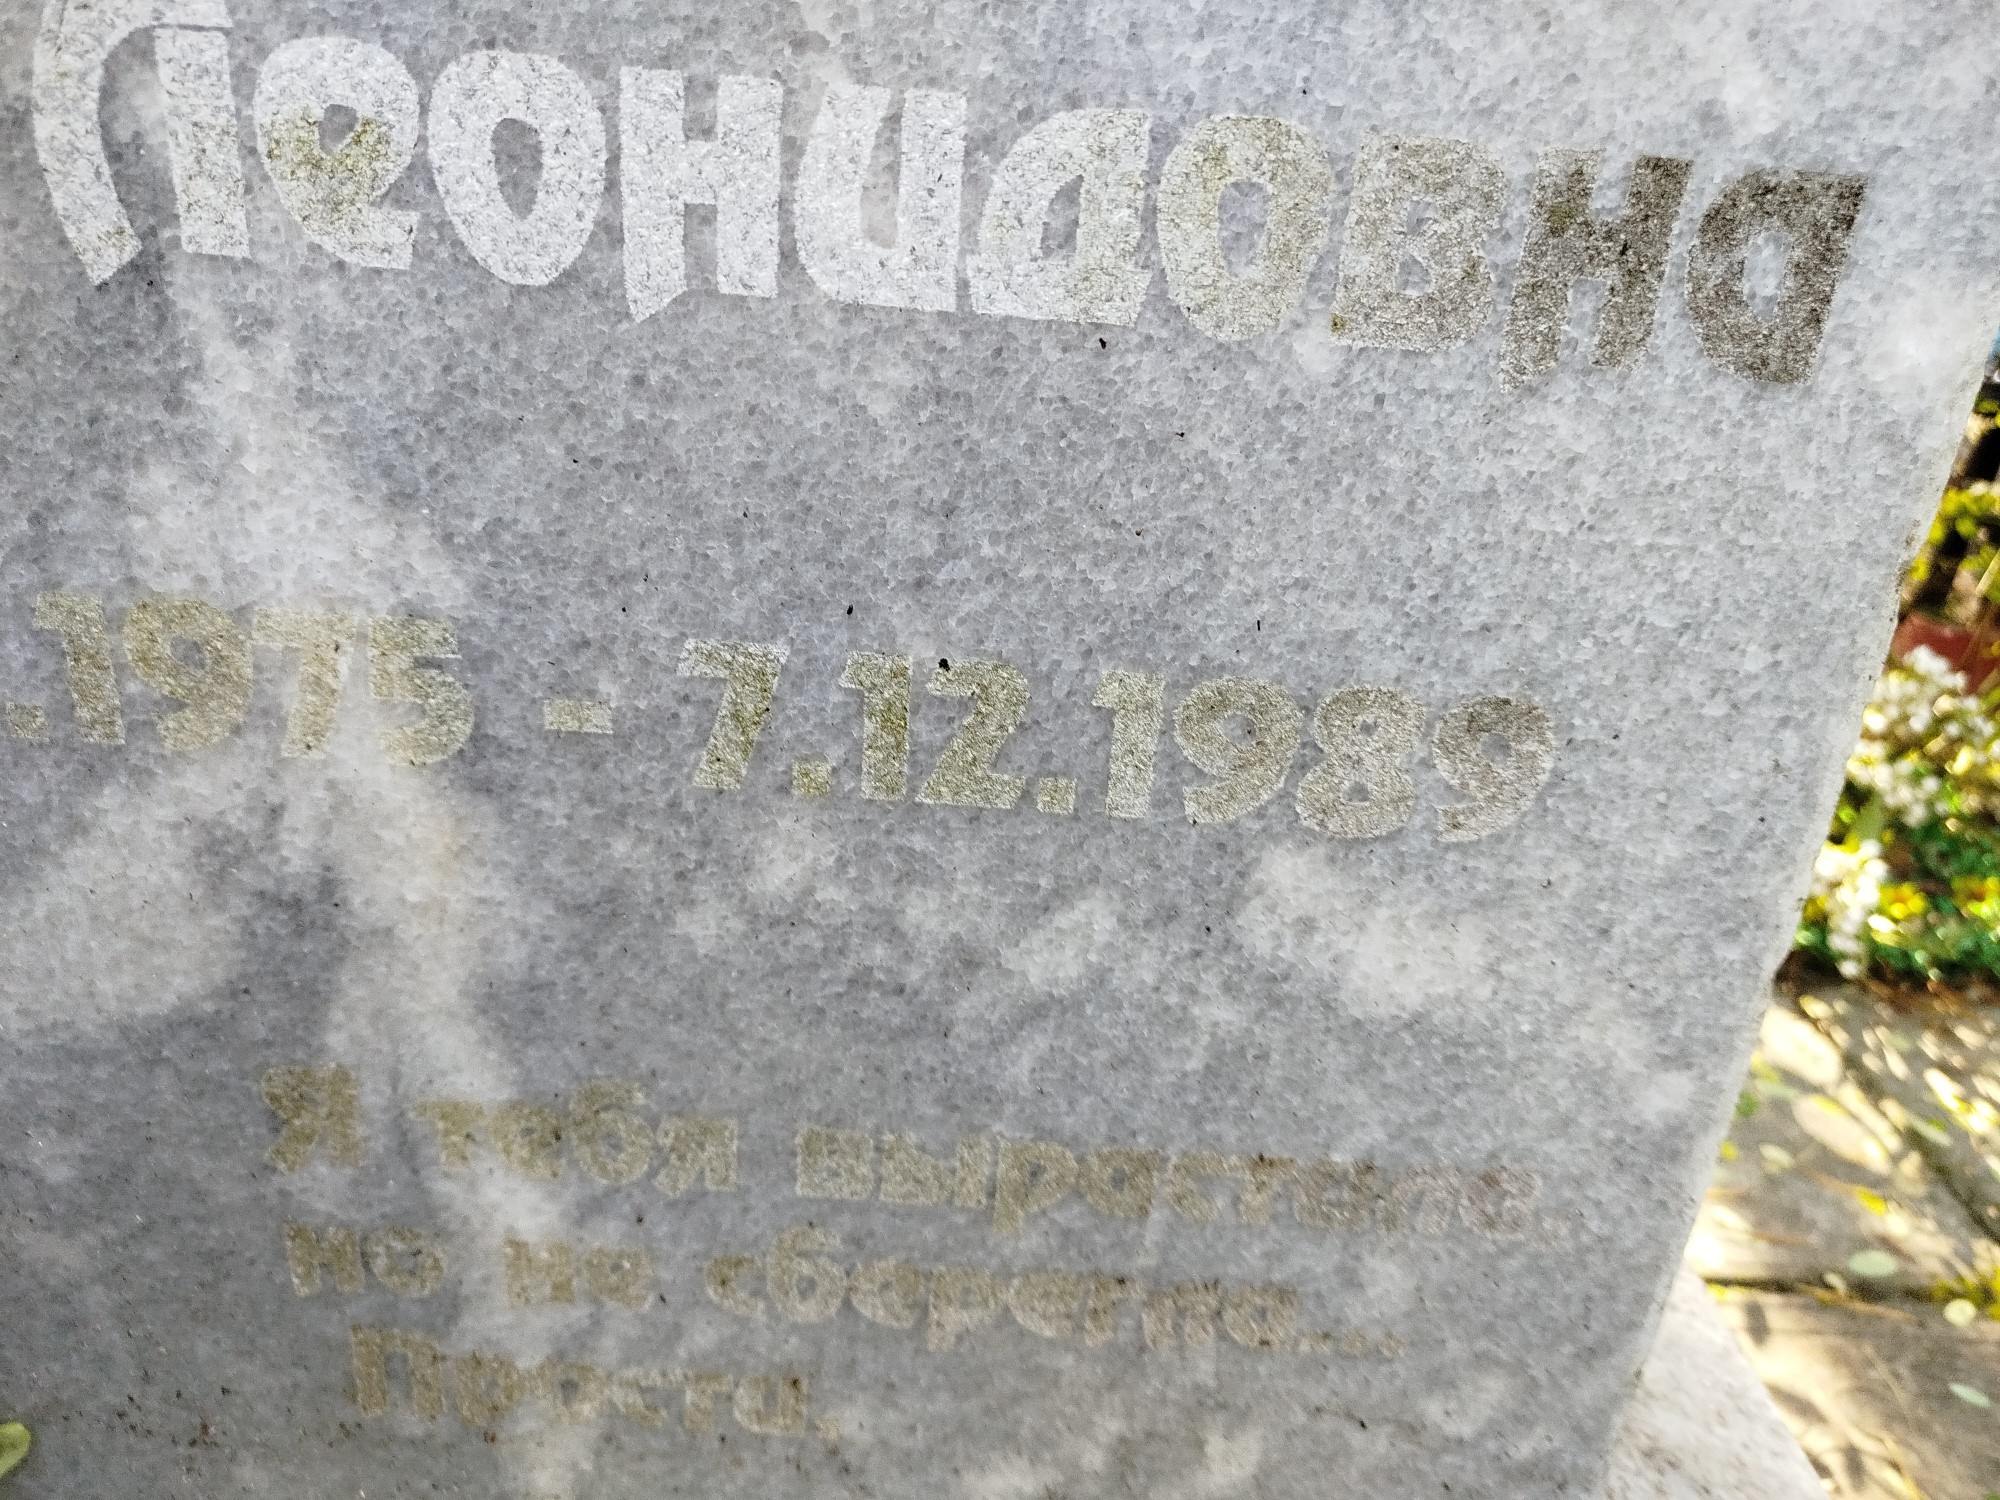 Леонидовна
.1975 - 7.12.1989
Я тебя вырастила,
но не сберегла...
Прости.